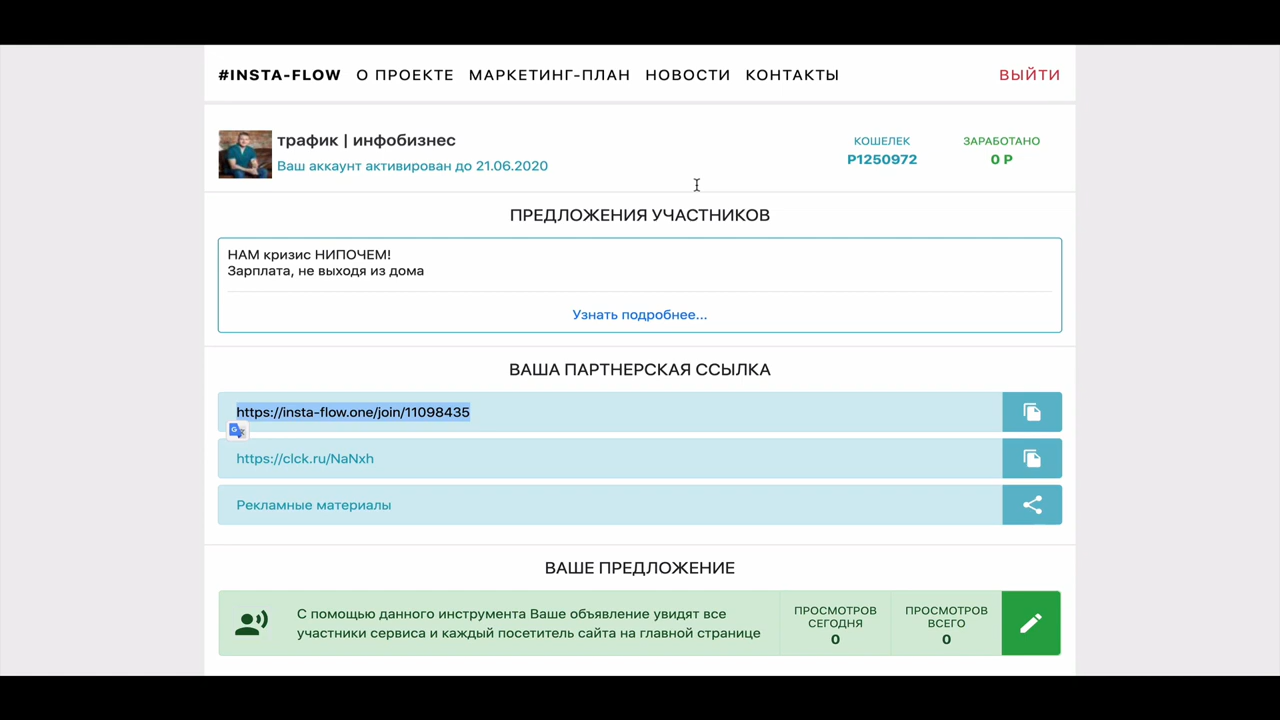 #INSTA-FLOW О ПРОЕКТЕ МАРКЕТИНГ-ПЛАН НОВОСТИ КОНТАКТЫ ВЫЙТИ
трафик | инфобизнес
Ваш аккаунт активирован до 21.06.2020
КОШЕЛЕК
P1250972
ЗАРАБОТАНО
0 Р
ПРЕДЛОЖЕНИЯ УЧАСТНИКОВ
НАМ кризис НИПОЧЕМ!
Зарплата, не выходя из дома
Узнать подробнее...
ВАША ПАРТНЕРСКАЯ ССЫЛКА
https://insta-flow.one/join/11098435
https://clck.ru/NaNxh
Рекламные материалы
ВАШЕ ПРЕДЛОЖЕНИЕ
С помощью данного инструмента Ваше объявление увидят все
участники сервиса и каждый посетитель сайта на главной странице
ПРОСМОТРОВ
СЕГОДНЯ
0
ПРОСМОТРОВ
ВСЕГО
0